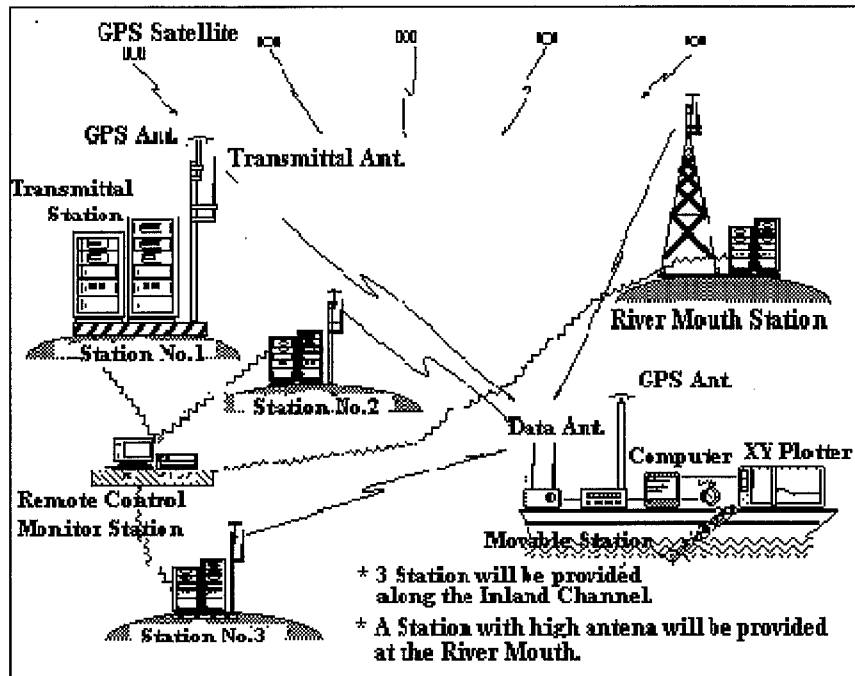 GPS Satellite
GPS Ant.
Transmittal Ant.
Transmittal
Station
Station No.1
River Mouth Station
Station No.2
GPS Ant.
Data Ant.
Computer
XY Plotter
Remote Control
Monitor Station
Movable Station
Station No.3
* 3 Station will be provided
along the Inland Channel.
* A Station with high antena will be provided
at the River Mouth.